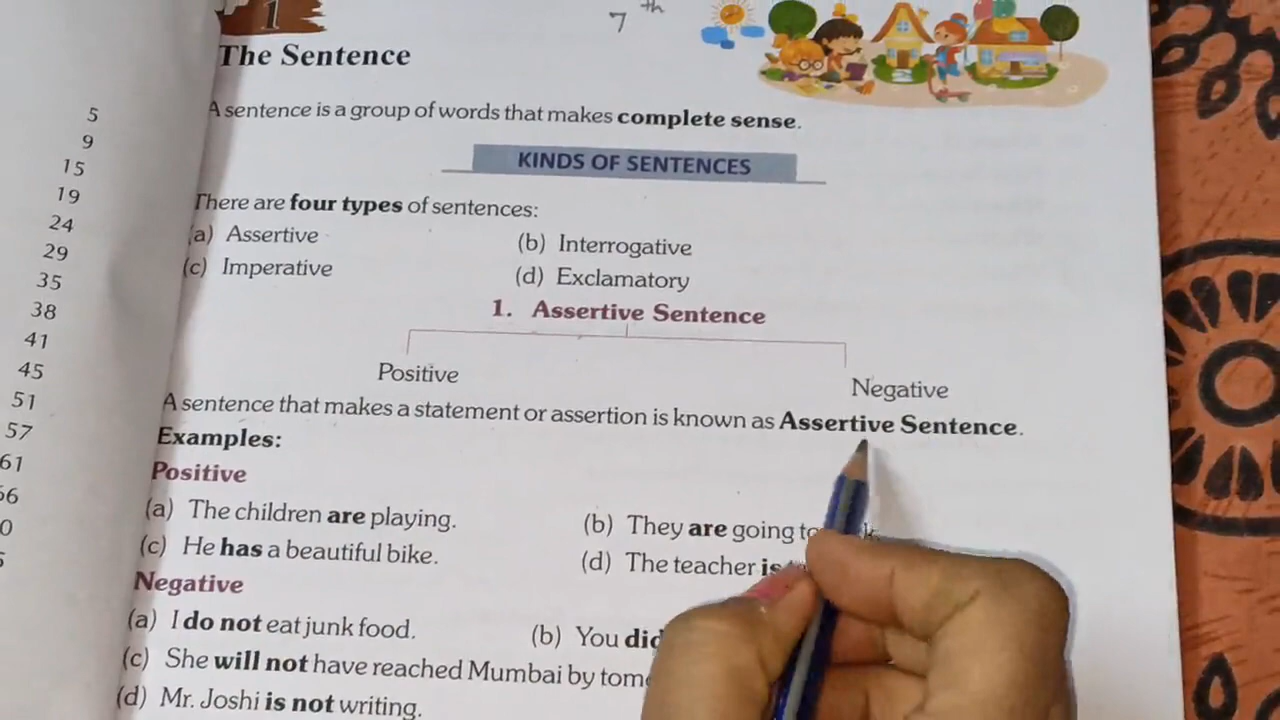 1
7th
The Sentence
A sentence is a group of words that makes complete sense.
KINDS OF SENTENCES
There are four types of sentences:
(a) Assertive (b) Interrogative
(c) Imperative (d) Exclamatory
1. Assertive Sentence
Positive Negative
A sentence that makes a statement or assertion is known as Assertive Sentence.
Examples:
Positive
(a) The children are playing. (b) They are going
(c) He has a beautiful bike. (d) The teacher is
Negative
(a) I do not eat junk food. (b) You
(c) She will not have reached Mumbai by
(d) Mr. Joshi is not writing.
5
9
15
19
24
29
35
38
41
45
51
57
61